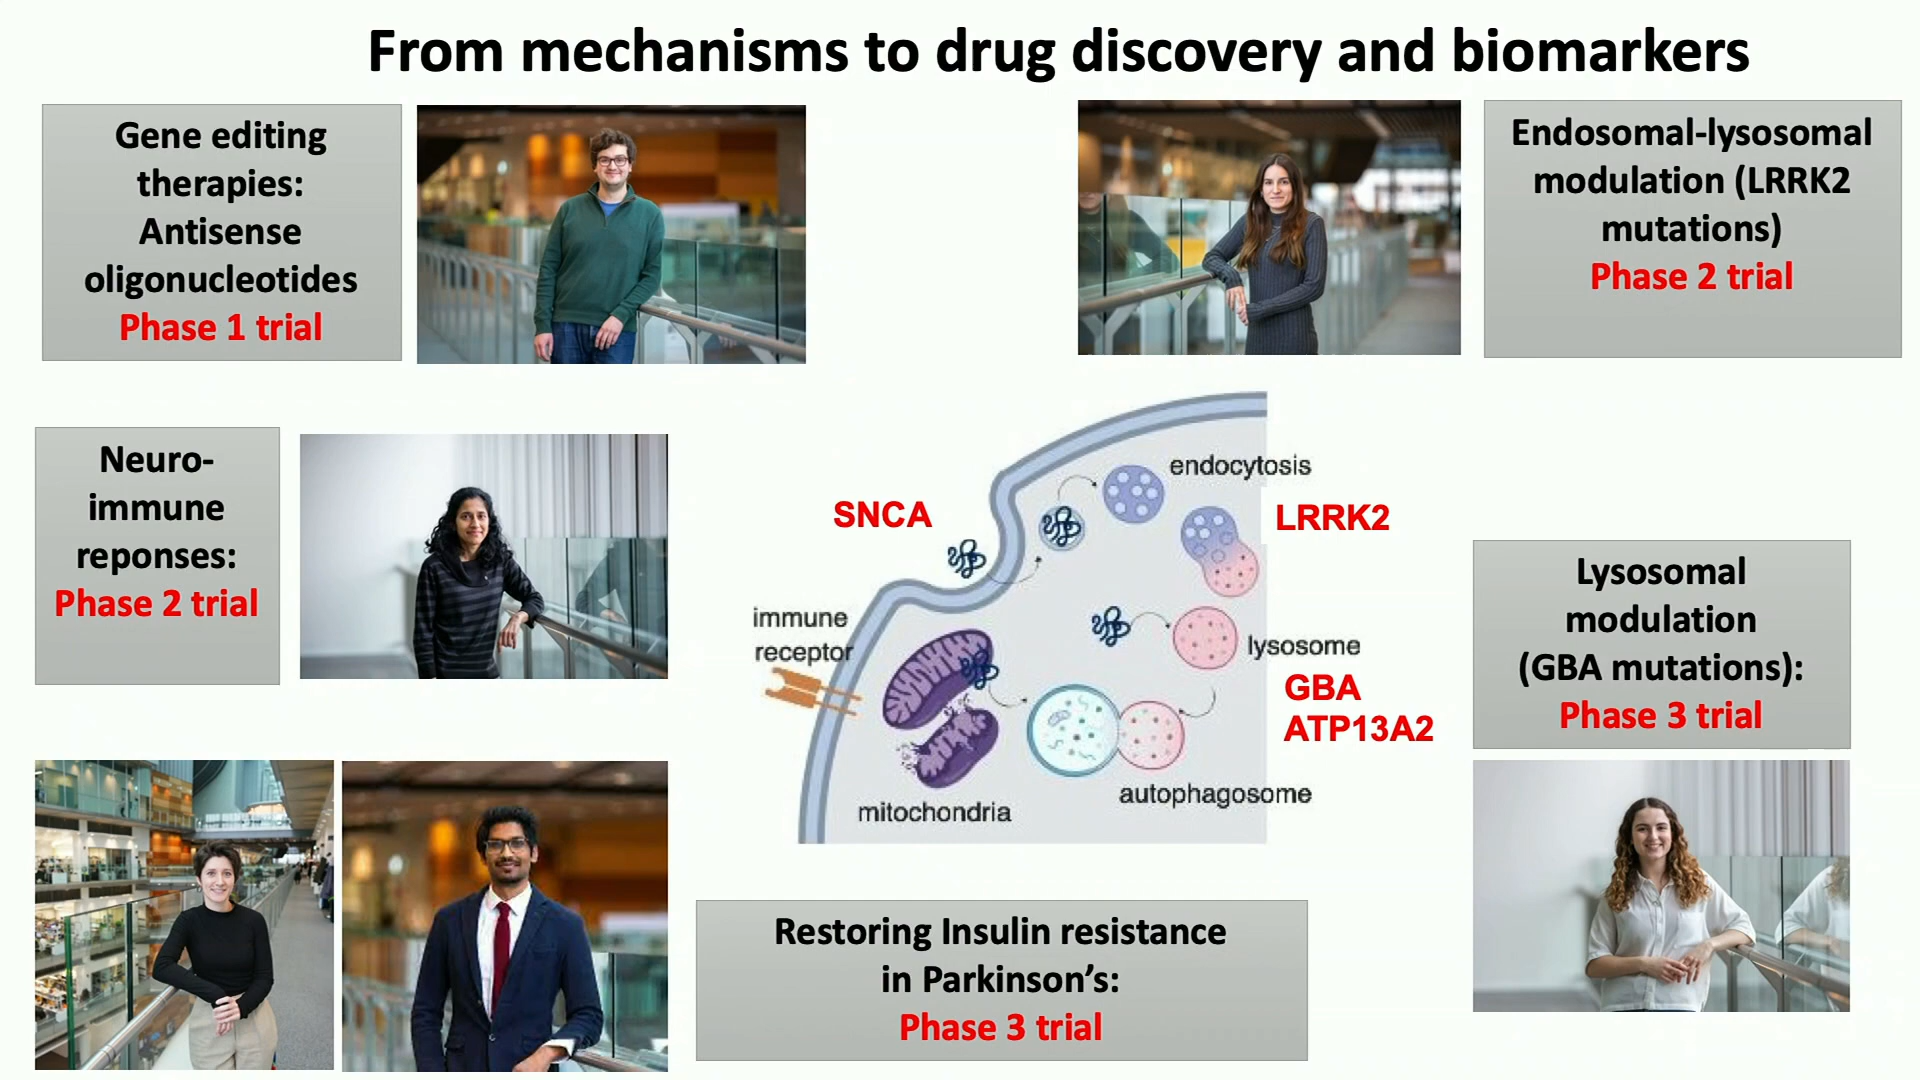 From mechanisms to drug discovery and biomarkers
Gene editing
therapies:
Antisense
oligonucleotides
Phase 1 trial
Endosomal-lysosomal
modulation (LRRK2
mutations)
Phase 2 trial
Neuro-
immune
reponses:
Phase 2 trial
endocytosis
SNCA
LRRK2
immune
receptor
lysosome
GBA
ATP13A2
autophagosome
mitochondria
Lysosomal
modulation
(GBA mutations):
Phase 3 trial
Restoring Insulin resistance
in Parkinson’s:
Phase 3 trial